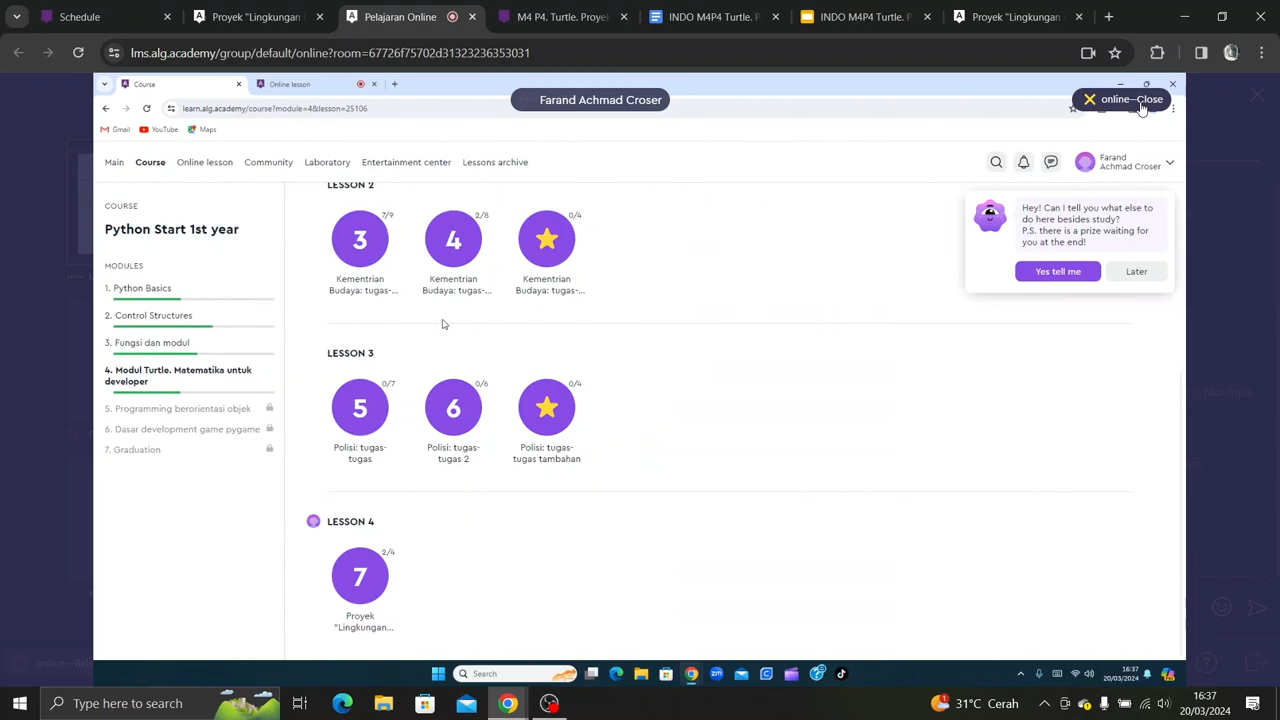 Schedule
Proyek "Lingkungan
Pelajaran Online
M4 P4. Turtle. Proyek
INDO M4P4 Turtle. P
INDO M4P4. Turtle. P
Proyek "Lingkungan
lms.alg.academy/group/default/online?room=67726f75702d31323236353031
Course
Online lesson
learn.alg.academy/course?module=4&lesson=25106
Farand Achmad Croser
online--Close
Gmail
YouTube
Maps
Main
Course
Online lesson
Community
Laboratory
Entertainment center
Lessons archive
Farand
Achmad Croser
COURSE
Python Start 1st year
MODULES
1. Python Basics
2. Control Structures
3. Fungsi dan modul
4. Modul Turtle. Matematika untuk
developer
5. Programming berorientasi objek
6. Dasar development game pygame
7. Graduation
LESSON 2
7/9
3
Kementrian
Budaya: tugas-...
2/8
4
Kementrian
Budaya: tugas-...
0/4
Kementrian
Budaya: tugas-...
Hey! Can I tell you what else to
do here besides study?
P.S. there is a prize waiting for
you at the end!
Yes tell me
Later
LESSON 3
0/7
5
Polisi: tugas-
tugas
0/6
6
Polisi: tugas-
tugas 2
0/4
Polisi: tugas-
tugas tambahan
LESSON 4
2/4
7
Proyek
"Lingkungan...
Search
16:37
20/03/2024
Type here to search
31°C Cerah
16:37
20/03/2024